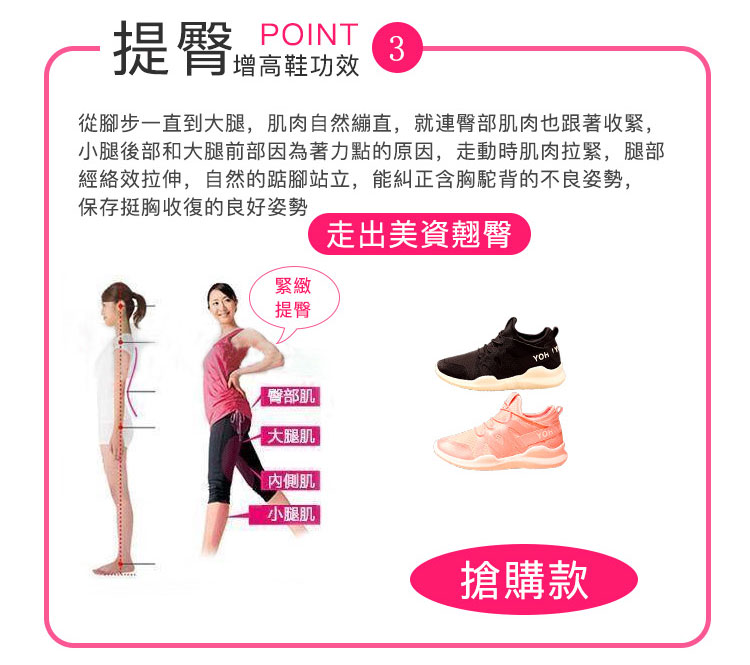 提臀 POINT 3
增高鞋功效
從腳步一直到大腿，肌肉自然繃直，就連臀部肌肉也跟著收緊，
小腿後部和大腿前部因為著力點的原因，走動時肌肉拉緊，腿部
經絡效拉伸，自然的踮腳站立，能糾正含胸駝背的不良姿勢，
保存挺胸收復的良好姿勢
走出美資翹臀
緊緻
提臀
臀部肌
大腿肌
內側肌
小腿肌
YOH IY
YOH
搶購款